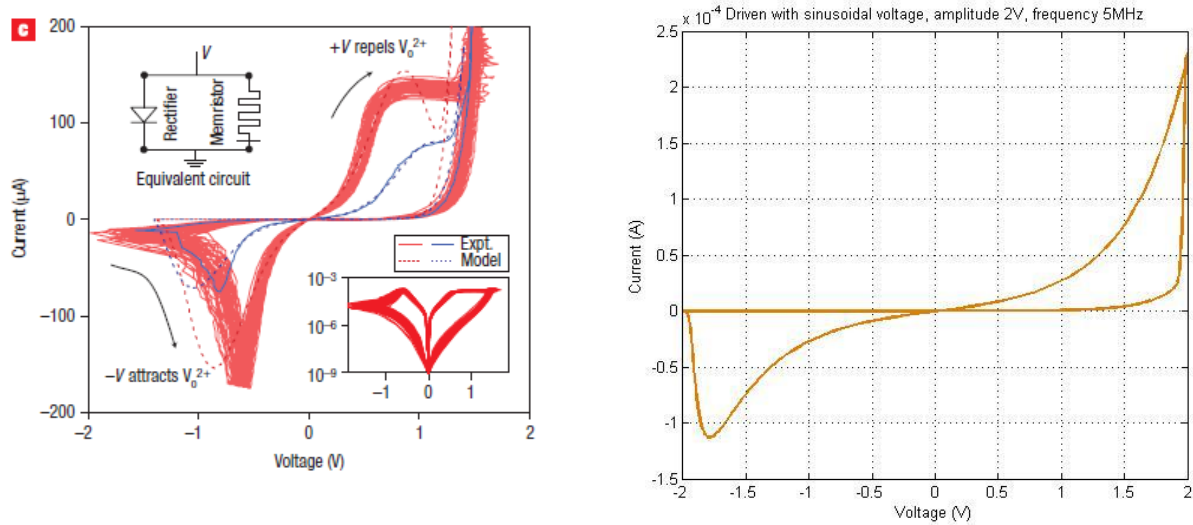 c
200
100
0
–100
–200
Current (μA)
–2
–1
0
1
2
Voltage (V)
V
Rectifier
Memristor
Equivalent circuit
+V repels V₀²⁺
–V attracts V₀²⁺
Expt.
Model
10⁻³
10⁻⁶
10⁻⁹
–1
0
1
2.5 x 10⁻⁴ Driven with sinusoidal voltage, amplitude 2V, frequency 5MHz
2
1.5
1
0.5
0
-0.5
-1
-1.5
Current (A)
-2
-1.5
-1
-0.5
0
0.5
1
1.5
2
Voltage (V)